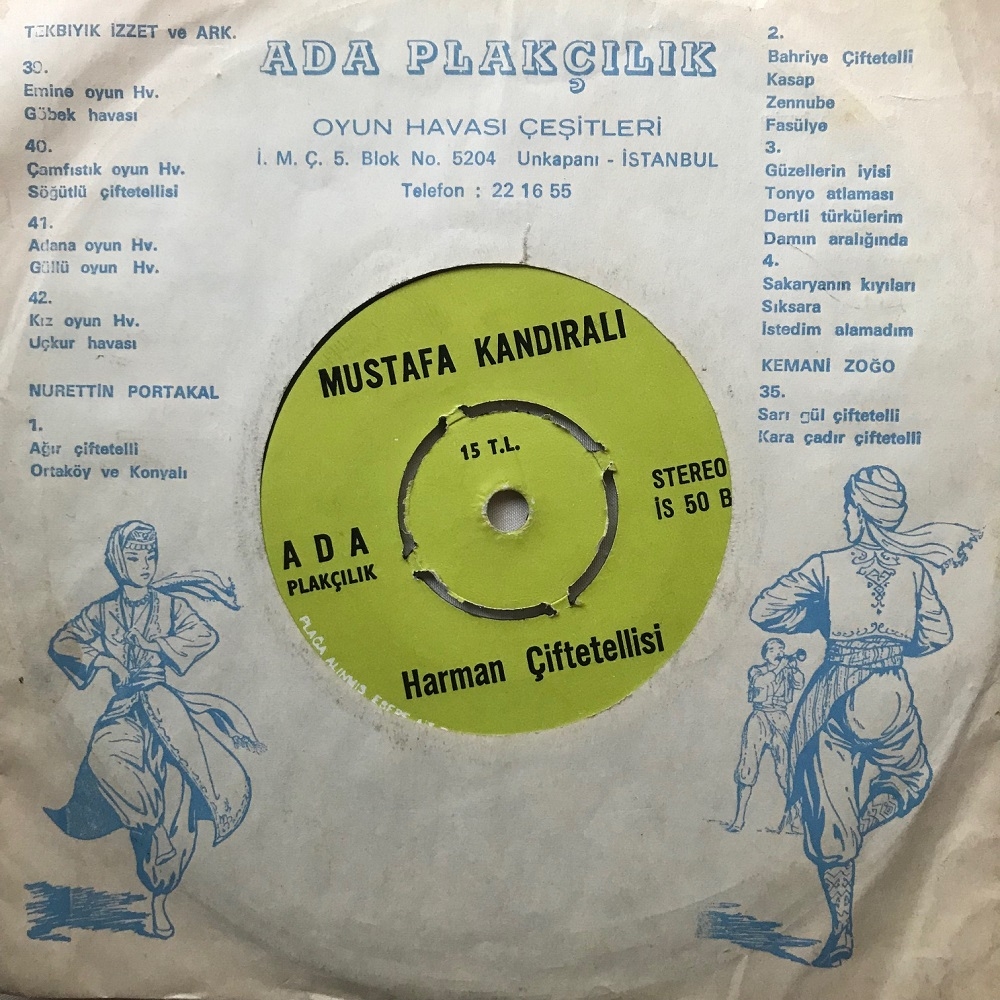 TEKBIYIK İZZET ve ARK.
39.
Emine oyun Hv.
Göbek havası
40.
Çamfıstık oyun Hv.
Söğütlü çiftetellisi
41.
Adana oyun Hv.
Güllü oyun Hv.
42.
Kız oyun Hv.
Uçkur havası
NURETTİN PORTAKAL
1.
Ağır çiftetelli
Ortaköy ve Konyalı
ADA PLAKÇILIK
OYUN HAVASI ÇEŞİTLERİ
İ. M. Ç. 5. Blok No. 5204 Unkapanı - İSTANBUL
Telefon : 22 16 55
2.
Bahriye Çiftetelli
Kasap
Zennube
Fasülye
3.
Güzellerin iyisi
Tonyo atlaması
Dertli türkülerim
Damın aralığında
4.
Sakaryanın kıyıları
Sıksara
İstedim alamadım
KEMANİ ZOĞO
35.
Sarı gül çiftetelli
Kara çadır çiftetelli
MUSTAFA KANDIRALI
15 T.L.
STEREO
İS 50 B
ADA
PLAKÇILIK
Harman Çiftetellisi